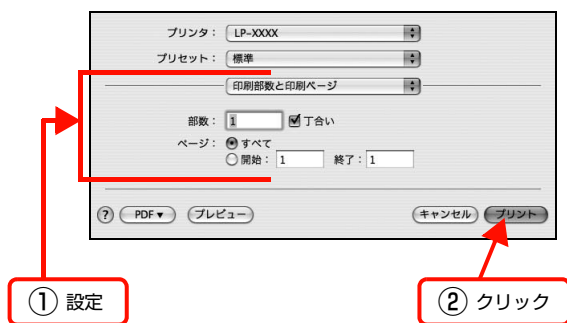 プリンタ： LP-XXXX
プリセット： 標準
印刷部数と印刷ページ
部数： 1 丁合い
ページ： すべて
開始： 1 終了： 1
? PDF▼ プレビュー キャンセル プリント
① 設定 ② クリック